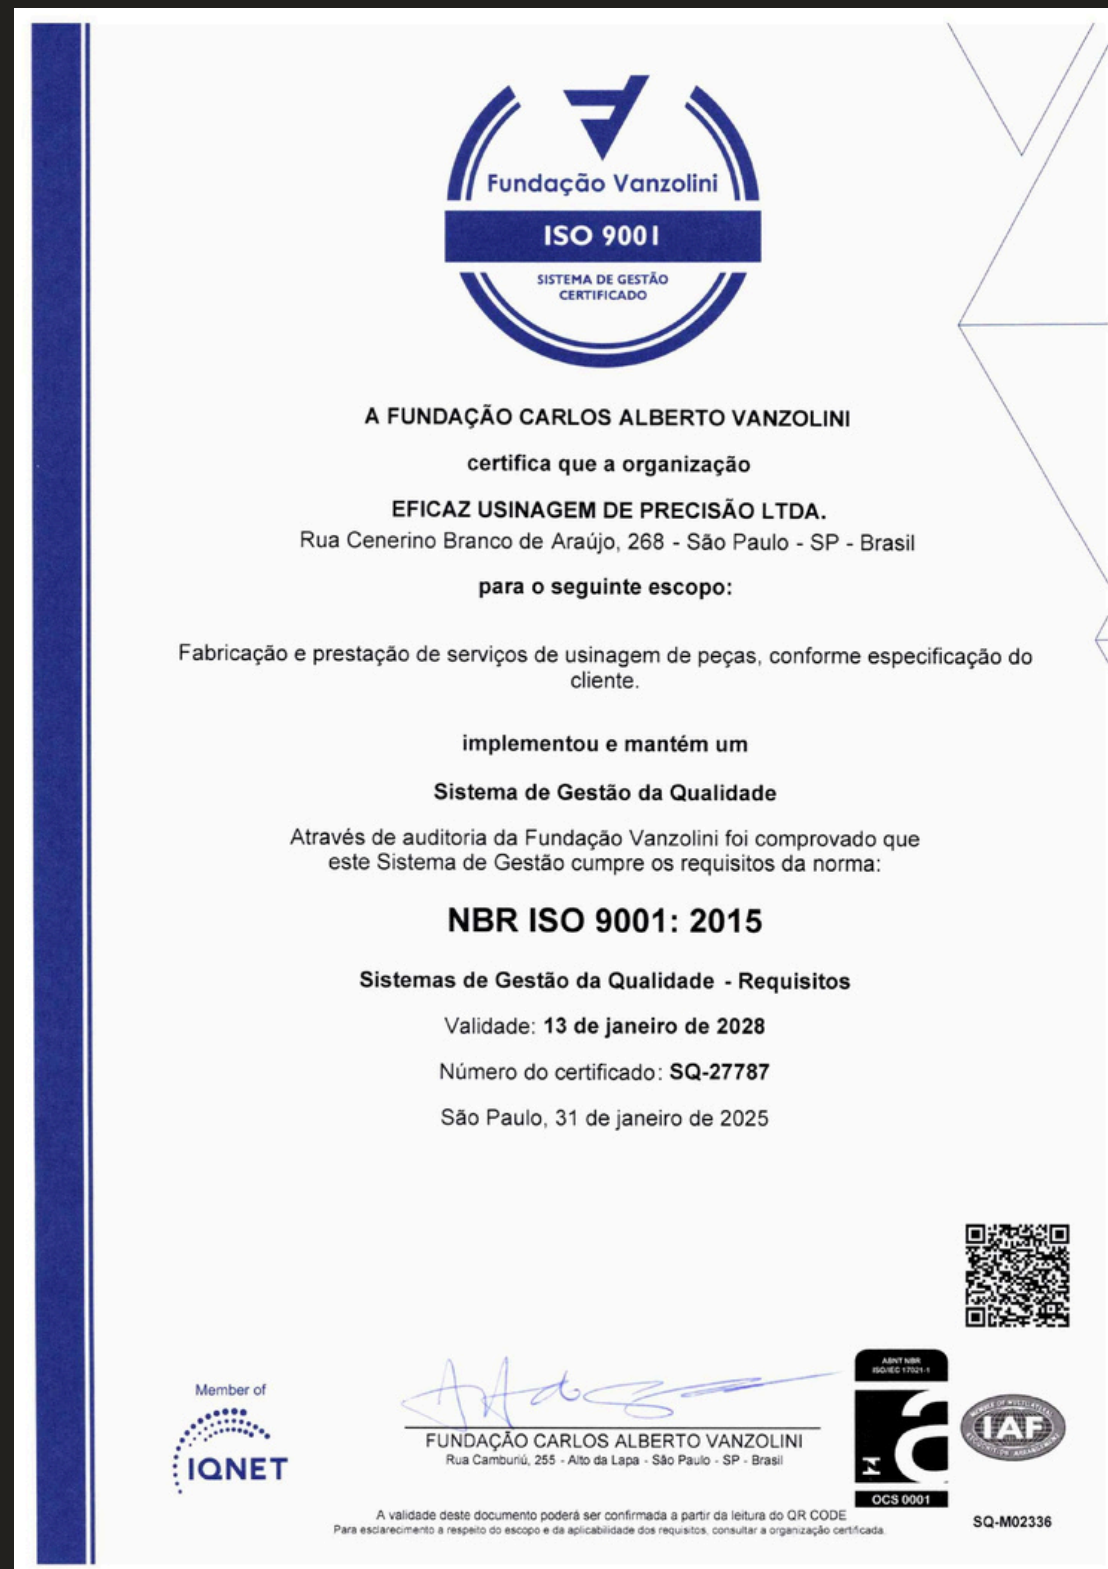 Fundação Vanzolini
ISO 9001
SISTEMA DE GESTÃO
CERTIFICADO
A FUNDAÇÃO CARLOS ALBERTO VANZOLINI
certifica que a organização
EFICAZ USINAGEM DE PRECISÃO LTDA.
Rua Cenerino Branco de Araújo, 268 - São Paulo - SP - Brasil
para o seguinte escopo:
Fabricação e prestação de serviços de usinagem de peças, conforme especificação do
cliente.
implementou e mantém um
Sistema de Gestão da Qualidade
Através de auditoria da Fundação Vanzolini foi comprovado que
este Sistema de Gestão cumpre os requisitos da norma:
NBR ISO 9001: 2015
Sistemas de Gestão da Qualidade - Requisitos
Validade: 13 de janeiro de 2028
Número do certificado: SQ-27787
São Paulo, 31 de janeiro de 2025
Member of
IQNET
FUNDAÇÃO CARLOS ALBERTO VANZOLINI
Rua Camburiú, 255 - Alto da Lapa - São Paulo - SP - Brasil
ABNT NBR
ISO/IEC 17021-1
OCS 0001
IAF
SQ-M02336
A validade deste documento poderá ser confirmada a partir da leitura do QR CODE
Para esclarecimento a respeito do escopo e da aplicabilidade dos requisitos, consultar a organização certificada.